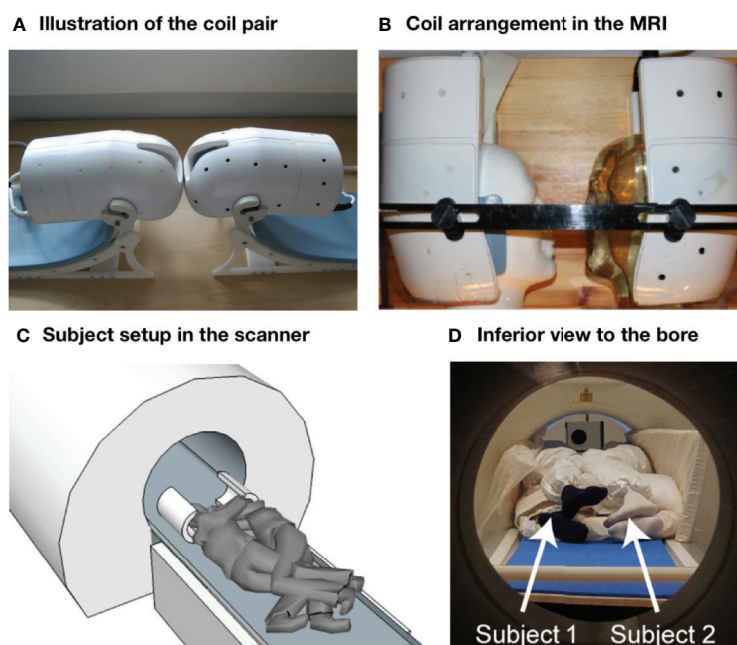 A Illustration of the coil pair
B Coil arrangement in the MRI
C Subject setup in the scanner
D Inferior view to the bore
Subject 1 Subject 2